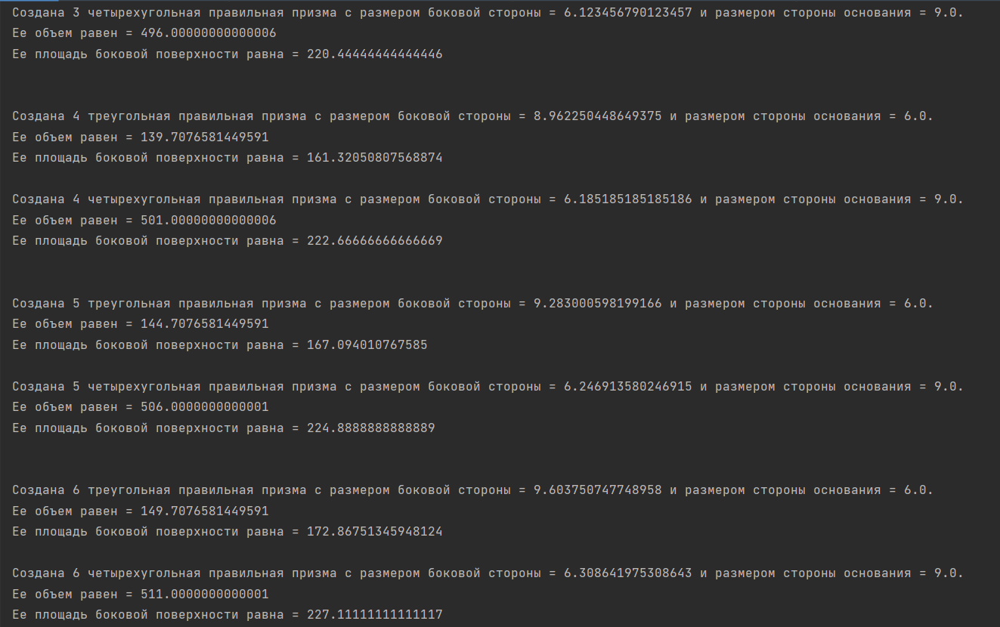 Создана 3 четырехугольная правильная призма с размером боковой стороны = 6.123456790123457 и размером стороны основания = 9.0.
Ее объем равен = 496.00000000000006
Ее площадь боковой поверхности равна = 220.44444444444446
Создана 4 треугольная правильная призма с размером боковой стороны = 8.962250448649375 и размером стороны основания = 6.0.
Ее объем равен = 139.7076581449591
Ее площадь боковой поверхности равна = 161.32050807568874
Создана 4 четырехугольная правильная призма с размером боковой стороны = 6.185185185185186 и размером стороны основания = 9.0.
Ее объем равен = 501.00000000000006
Ее площадь боковой поверхности равна = 222.66666666666669
Создана 5 треугольная правильная призма с размером боковой стороны = 9.283000598199166 и размером стороны основания = 6.0.
Ее объем равен = 144.7076581449591
Ее площадь боковой поверхности равна = 167.094010767585
Создана 5 четырехугольная правильная призма с размером боковой стороны = 6.246913580246915 и размером стороны основания = 9.0.
Ее объем равен = 506.0000000000001
Ее площадь боковой поверхности равна = 224.8888888888889
Создана 6 треугольная правильная призма с размером боковой стороны = 9.603750747748958 и размером стороны основания = 6.0.
Ее объем равен = 149.7076581449591
Ее площадь боковой поверхности равна = 172.86751345948124
Создана 6 четырехугольная правильная призма с размером боковой стороны = 6.308641975308643 и размером стороны основания = 9.0.
Ее объем равен = 511.0000000000001
Ее площадь боковой поверхности равна = 227.11111111111117